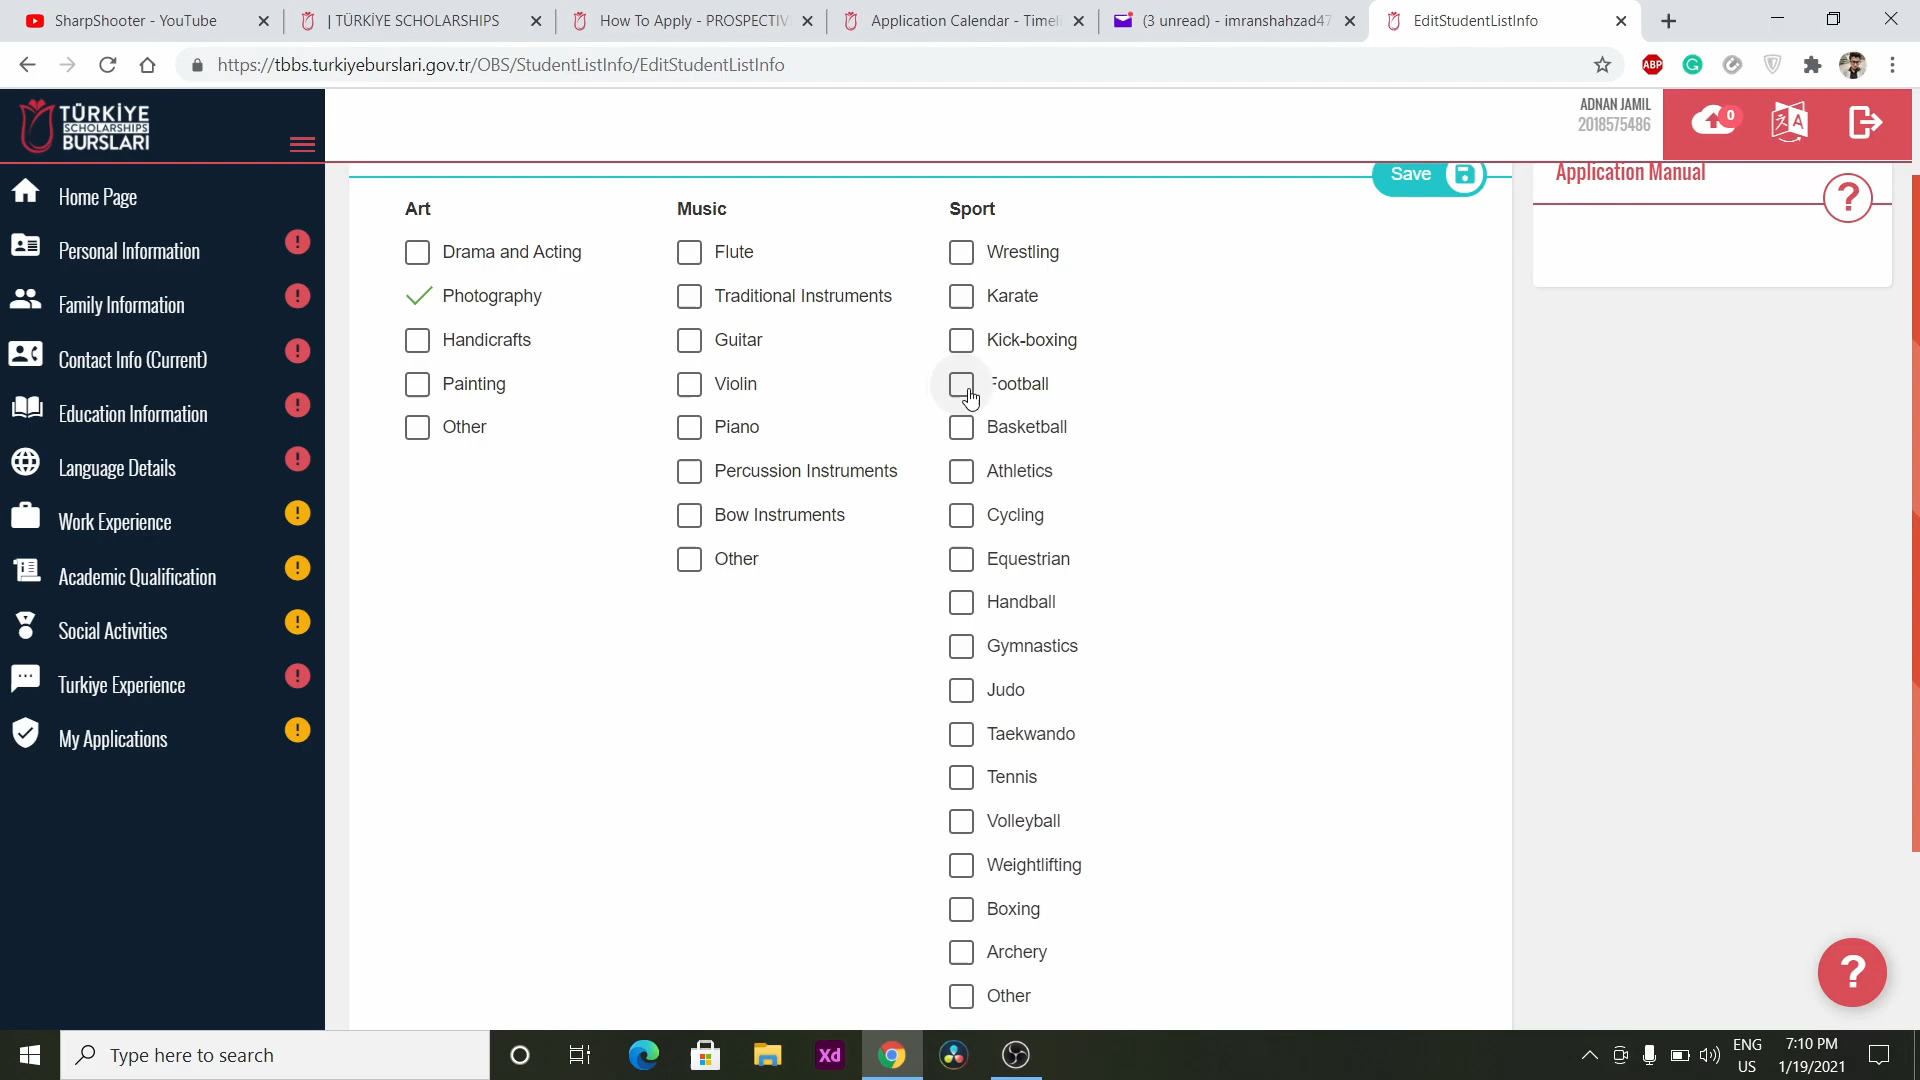 SharpShooter - YouTube
| TÜRKİYE SCHOLARSHIPS
How To Apply - PROSPECTIV
Application Calendar - Timel
(3 unread) - imranshahzad47
EditStudentListInfo
https://tbbs.turkiyeburslari.gov.tr/OBS/StudentListInfo/EditStudentListInfo
ABP
TÜRKİYE
SCHOLARSHIPS
BURSLARI
ADNAN JAMIL
2018575486
0
A
Home Page
Personal Information
Family Information
Contact Info (Current)
Education Information
Language Details
Work Experience
Academic Qualification
Social Activities
Turkiye Experience
My Applications
Save
Application Manual
?
Art
Drama and Acting
Photography
Handicrafts
Painting
Other
Music
Flute
Traditional Instruments
Guitar
Violin
Piano
Percussion Instruments
Bow Instruments
Other
Sport
Wrestling
Karate
Kick-boxing
Football
Basketball
Athletics
Cycling
Equestrian
Handball
Gymnastics
Judo
Taekwando
Tennis
Volleyball
Weightlifting
Boxing
Archery
Other
?
Type here to search
Xd
ENG
US
7:10 PM
1/19/2021